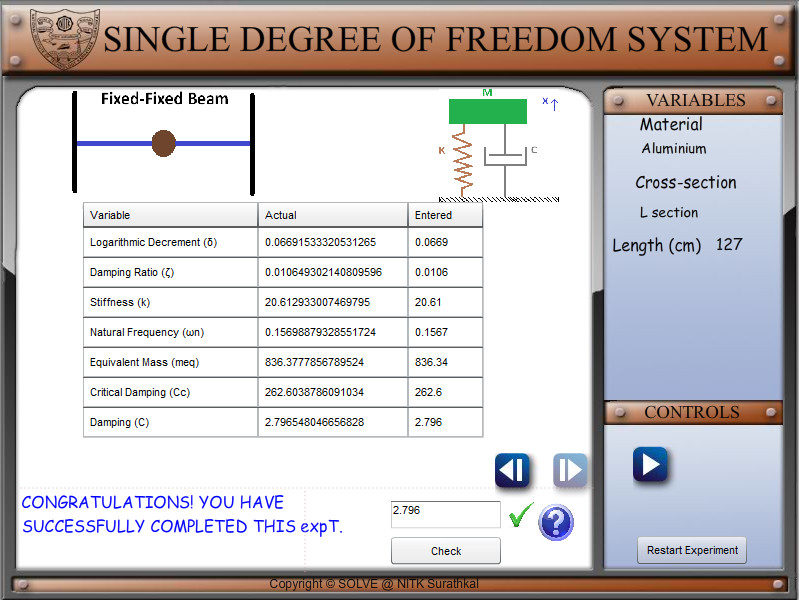 SINGLE DEGREE OF FREEDOM SYSTEM
Fixed-Fixed Beam
M
X
K
C
Variable Actual Entered
Logarithmic Decrement (δ) 0.06691533320531265 0.0669
Damping Ratio (ζ) 0.010649302140809596 0.0106
Stiffness (k) 20.612933007469795 20.61
Natural Frequency (ωn) 0.15698879328551724 0.1567
Equivalent Mass (meq) 836.3777856789524 836.34
Critical Damping (Cc) 262.6038786091034 262.6
Damping (C) 2.796548046656828 2.796
CONGRATULATIONS! YOU HAVE
SUCCESSFULLY COMPLETED THIS expT.
2.796
?
Check
VARIABLES
Material
Aluminium
Cross-section
L section
Length (cm) 127
CONTROLS
Restart Experiment
Copyright © SOLVE @ NITK Surathkal